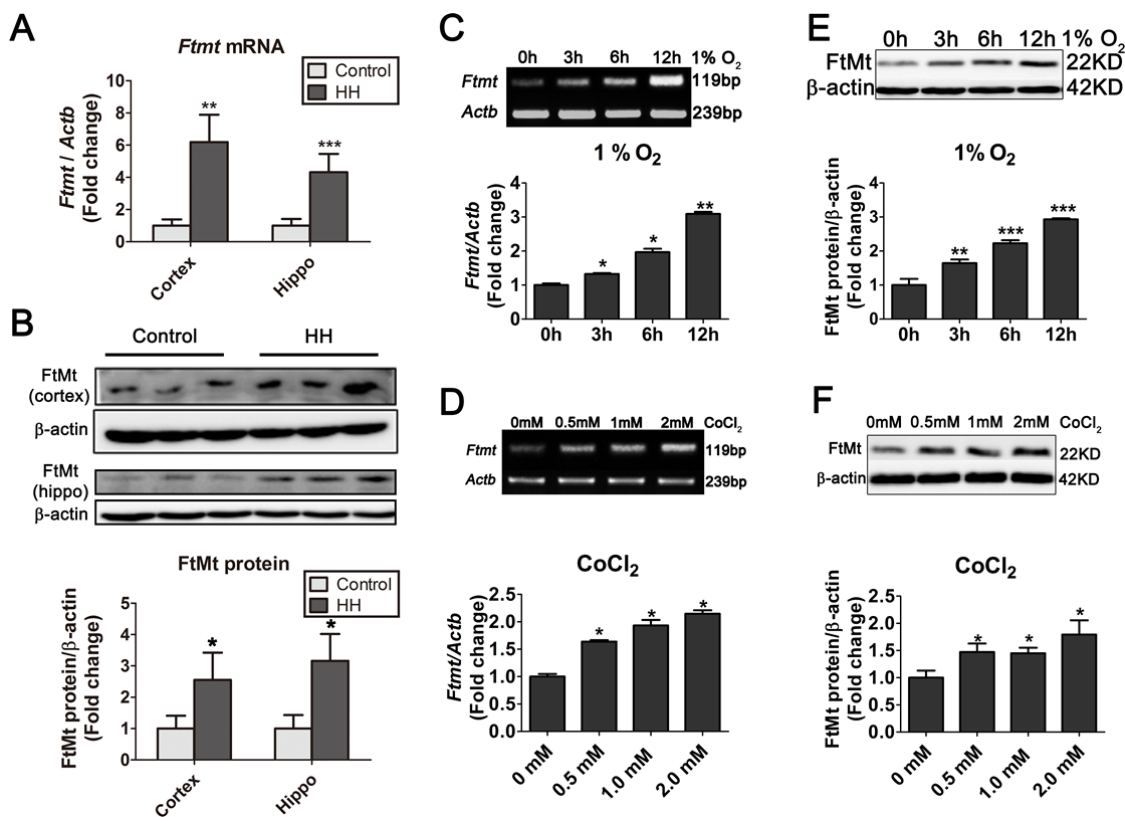 A
Ftmt mRNA
Control
HH
Ftmt / Actb
(Fold change)
10
8
6
4
2
0
**
***
Cortex
Hippo
B
Control HH
FtMt
(cortex)
β-actin
FtMt
(hippo)
β-actin
FtMt protein
Control
HH
FtMt protein/β-actin
(Fold change)
5
4
3
2
1
0
*
*
Cortex
Hippo
C
0h 3h 6h 12h 1% O2
Ftmt 119bp
Actb 239bp
1 % O2
Ftmt/Actb
(Fold change)
4
3
2
1
0
*
*
**
0h 3h 6h 12h
D
0mM 0.5mM 1mM 2mM CoCl2
Ftmt 119bp
Actb 239bp
CoCl2
Ftmt/Actb
(Fold change)
2.5
2.0
1.5
1.0
0.5
0.0
*
*
*
0 mM
0.5 mM
1.0 mM
2.0 mM
E
0h 3h 6h 12h 1% O2
FtMt 22KD
β-actin 42KD
1% O2
FtMt protein/β-actin
(Fold change)
4
3
2
1
0
**
***
***
0h 3h 6h 12h
F
0mM 0.5mM 1mM 2mM CoCl2
FtMt 22KD
β-actin 42KD
CoCl2
FtMt protein/β-actin
(Fold change)
2.5
2.0
1.5
1.0
0.5
0.0
*
*
*
0 mM
0.5 mM
1.0 mM
2.0 mM